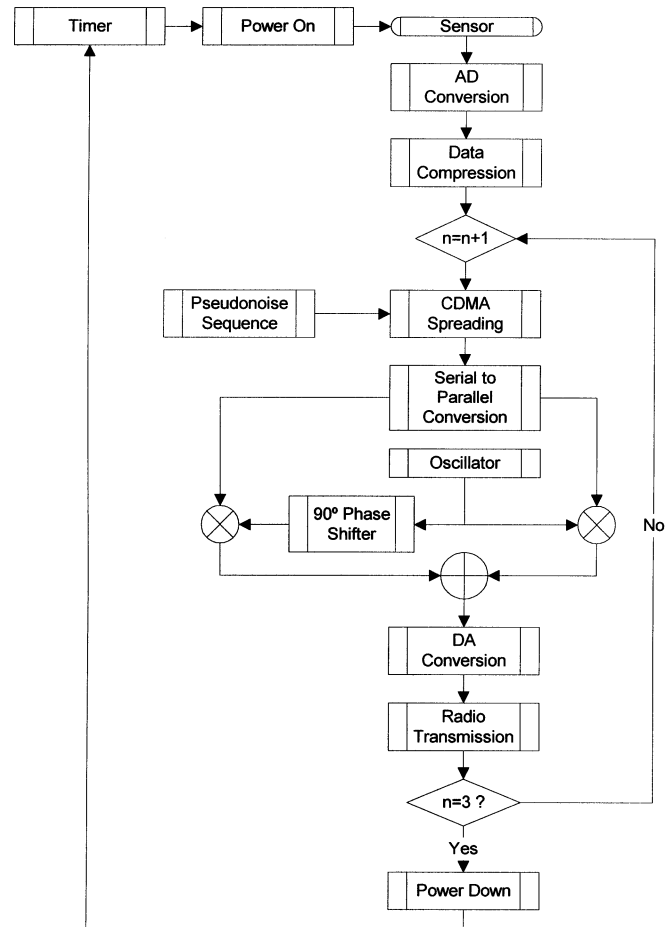 Timer
Power On
Sensor
AD
Conversion
Data
Compression
n=n+1
Pseudonoise
Sequence
CDMA
Spreading
Serial to
Parallel
Conversion
Oscillator
90º Phase
Shifter
No
DA
Conversion
Radio
Transmission
n=3 ?
Yes
Power Down